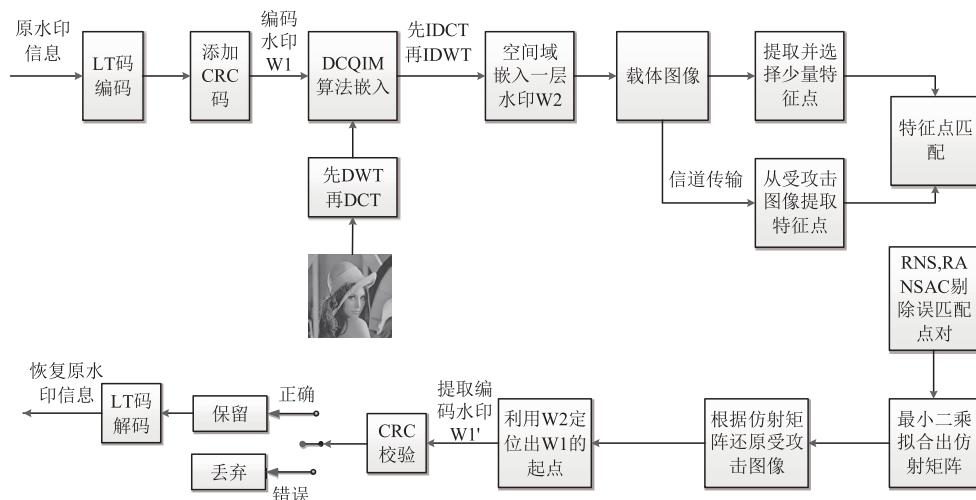 原水印
信息
LT码
编码
添加
CRC
码
编码
水印
W1
DCQIM
算法嵌入
先IDCT
再IDWT
空间域
嵌入一层
水印W2
载体图像
提取并选
择少量特
征点
特征点匹
配
先DWT
再DCT
信道传输
从受攻击
图像提取
特征点
RNS,RA
NSAC剔
除误匹配
点对
最小二乘
拟合出仿
射矩阵
根据仿射矩
阵还原受攻
击图像
利用W2定
位出W1的
起点
提取编
码水印
W1'
CRC
校验
正确
保留
错误
丢弃
LT码
解码
恢复原水
印信息